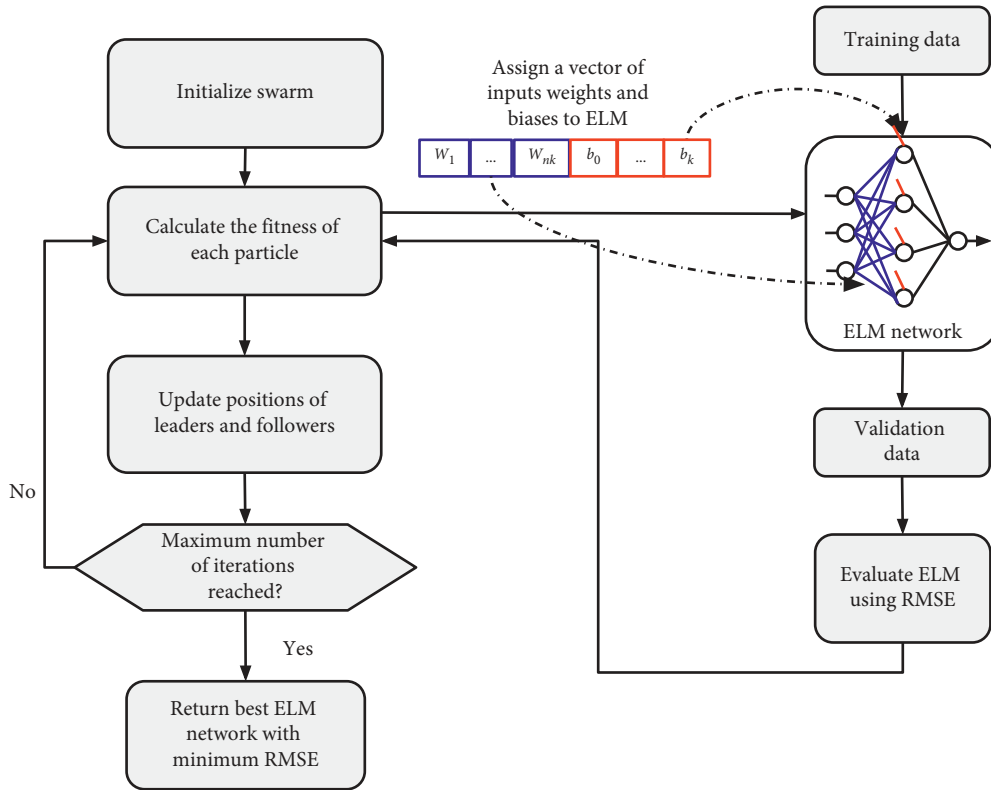 Initialize swarm
Calculate the fitness of
each particle
Update positions of
leaders and followers
No
Maximum number
of iterations
reached?
Yes
Return best ELM
network with
minimum RMSE
Assign a vector of
inputs weights and
biases to ELM
W1 ... Wnk b0 ... bk
Training data
ELM network
Validation
data
Evaluate ELM
using RMSE